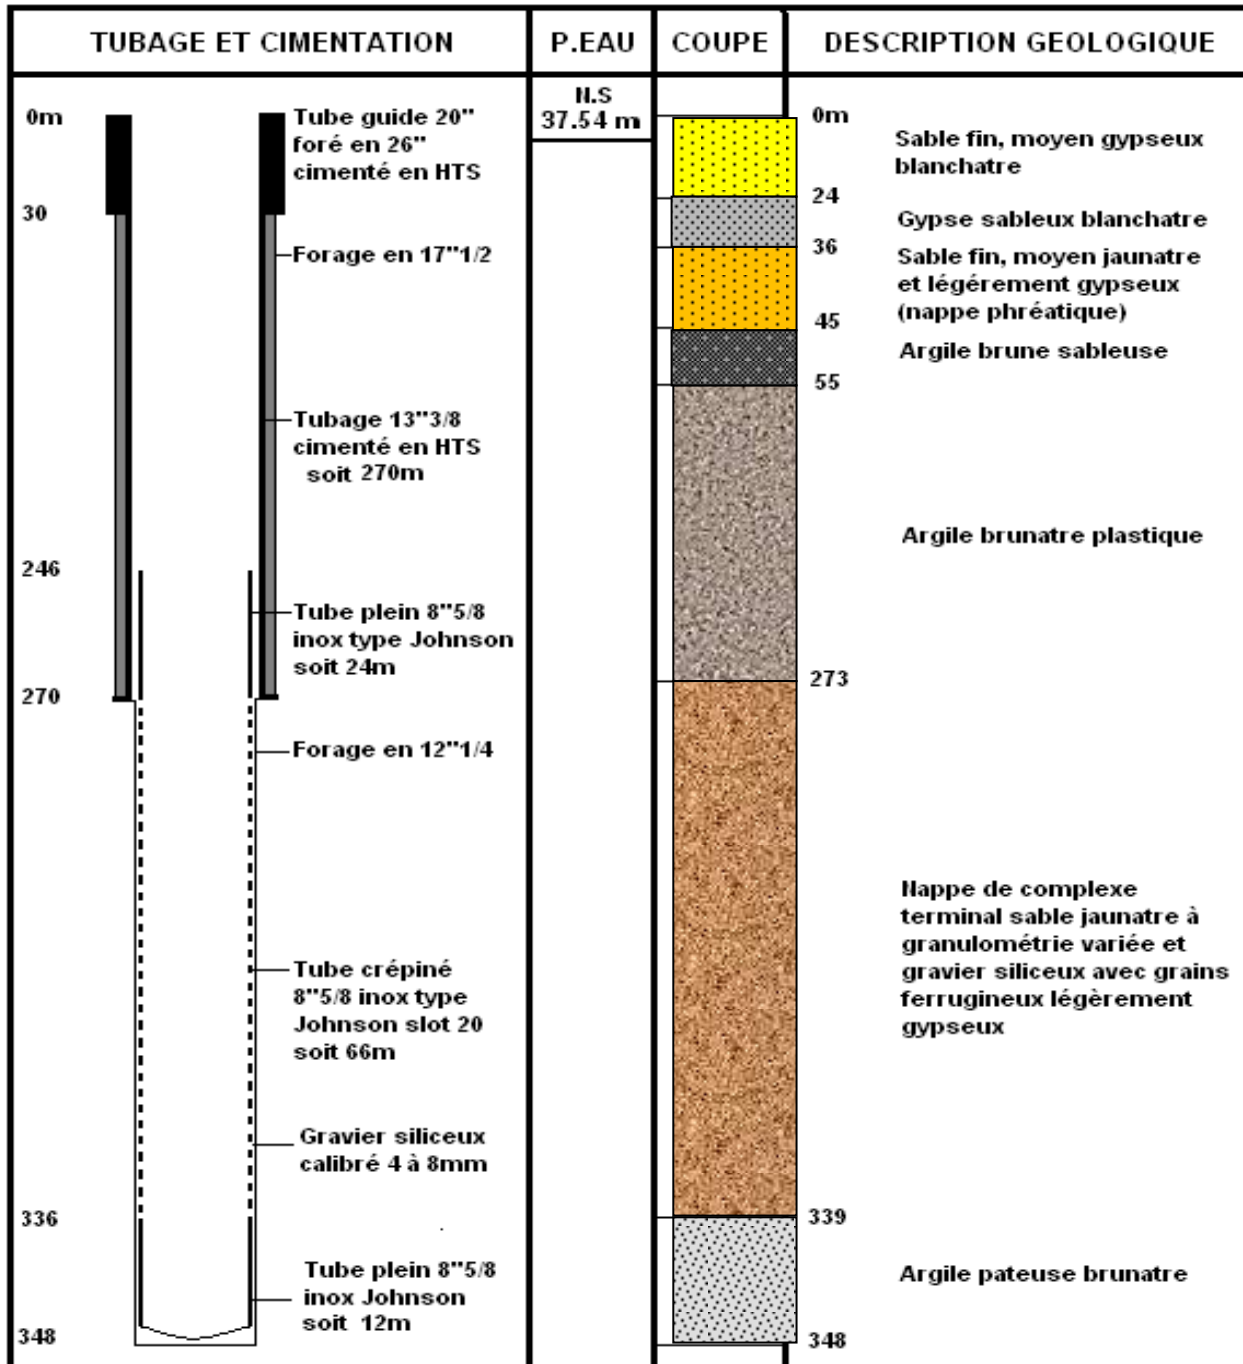 TUBAGE ET CIMENTATION
P.EAU
COUPE
DESCRIPTION GEOLOGIQUE
0m
30
246
270
336
348
Tube guide 20"
foré en 26"
cimenté en HTS
Forage en 17"1/2
Tubage 13"3/8
cimenté en HTS
soit 270m
Tube plein 8"5/8
inox type Johnson
soit 24m
Forage en 12"1/4
Tube crépiné
8"5/8 inox type
Johnson slot 20
soit 66m
Gravier siliceux
calibré 4 à 8mm
Tube plein 8"5/8
inox Johnson
soit 12m
N.S
37.54 m
0m
24
36
45
55
273
339
348
Sable fin, moyen gypseux
blanchatre
Gypse sableux blanchatre
Sable fin, moyen jaunatre
et légérement gypseux
(nappe phréatique)
Argile brune sableuse
Argile brunatre plastique
Nappe de complexe
terminal sable jaunatre à
granulométrie variée et
gravier siliceux avec grains
ferrugineux légèrement
gypseux
Argile pateuse brunatre